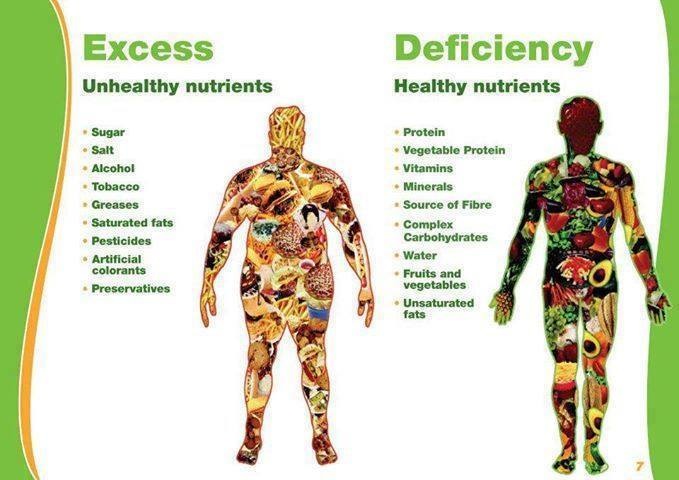 Excess
Unhealthy nutrients
• Sugar
• Salt
• Alcohol
• Tobacco
• Greases
• Saturated fats
• Pesticides
• Artificial
colorants
• Preservatives
Deficiency
Healthy nutrients
• Protein
• Vegetable Protein
• Vitamins
• Minerals
• Source of Fibre
• Complex
Carbohydrates
• Water
• Fruits and
vegetables
• Unsaturated
fats
7